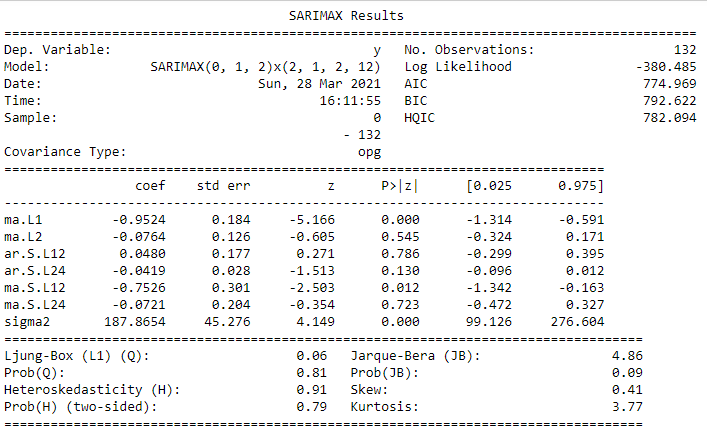 SARIMAX Results
==========================================================================================
Dep. Variable: y No. Observations: 132
Model: SARIMAX(0, 1, 2)x(2, 1, 2, 12) Log Likelihood -380.485
Date: Sun, 28 Mar 2021 AIC 774.969
Time: 16:11:55 BIC 792.622
Sample: 0 HQIC 782.094
- 132
Covariance Type: opg
==============================================================================
coef std err z P>|z| [0.025 0.975]
------------------------------------------------------------------------------
ma.L1 -0.9524 0.184 -5.166 0.000 -1.314 -0.591
ma.L2 -0.0764 0.126 -0.605 0.545 -0.324 0.171
ar.S.L12 0.0480 0.177 0.271 0.786 -0.299 0.395
ar.S.L24 -0.0419 0.028 -1.513 0.130 -0.096 0.012
ma.S.L12 -0.7526 0.301 -2.503 0.012 -1.342 -0.163
ma.S.L24 -0.0721 0.204 -0.354 0.723 -0.472 0.327
sigma2 187.8654 45.276 4.149 0.000 99.126 276.604
===================================================================================
Ljung-Box (L1) (Q): 0.06 Jarque-Bera (JB): 4.86
Prob(Q): 0.81 Prob(JB): 0.09
Heteroskedasticity (H): 0.91 Skew: 0.41
Prob(H) (two-sided): 0.79 Kurtosis: 3.77
===================================================================================